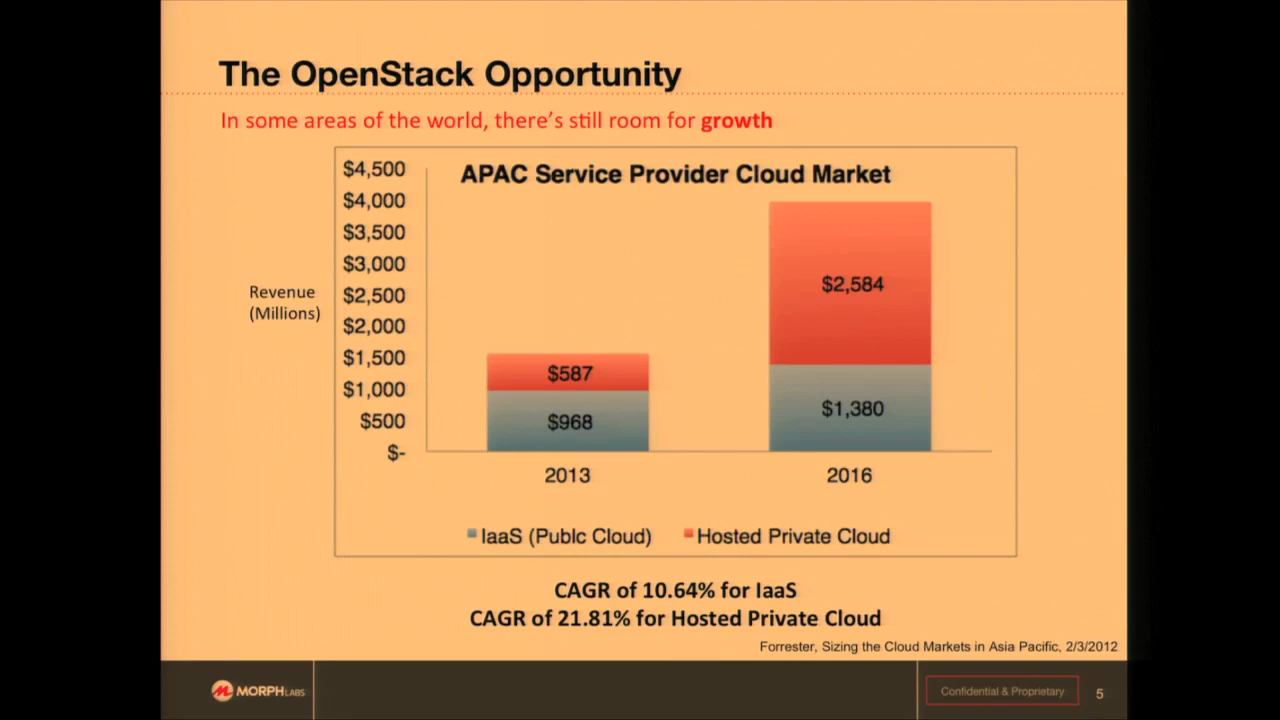 The OpenStack Opportunity
In some areas of the world, there's still room for growth
APAC Service Provider Cloud Market
Revenue
(Millions)
$4,500
$4,000
$3,500
$3,000
$2,500
$2,000
$1,500
$1,000
$500
$-
$587
$968
$2,584
$1,380
2013
2016
IaaS (Publc Cloud)
Hosted Private Cloud
CAGR of 10.64% for IaaS
CAGR of 21.81% for Hosted Private Cloud
Forrester, Sizing the Cloud Markets in Asia Pacific, 2/3/2012
MORPHLABS
Confidential & Proprietary
5